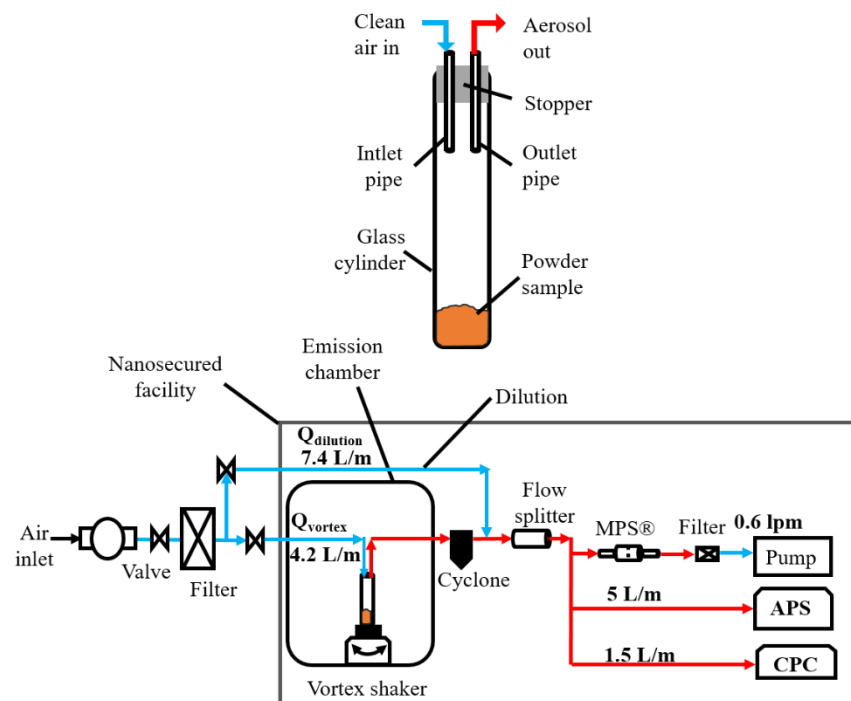 Clean
air in
Aerosol
out
Stopper
Intlet
pipe
Outlet
pipe
Glass
cylinder
Powder
sample
Nanosecured
facility
Emission
chamber
Dilution
Qdilution
7.4 L/m
Flow
splitter
MPS®
Filter
0.6 lpm
Air
inlet
Valve
Filter
Qvortex
4.2 L/m
Cyclone
Pump
5 L/m
APS
1.5 L/m
CPC
Vortex shaker